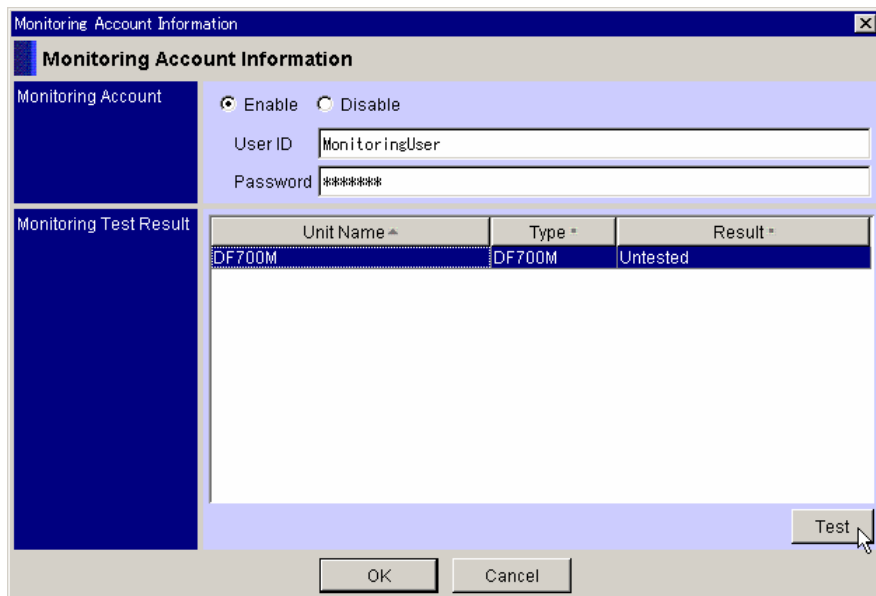 Monitoring Account Information
Monitoring Account Information
Monitoring Account
Enable Disable
User ID MonitoringUser
Password *******
Monitoring Test Result
Unit Name Type Result
DF700M DF700M Untested
Test
OK Cancel